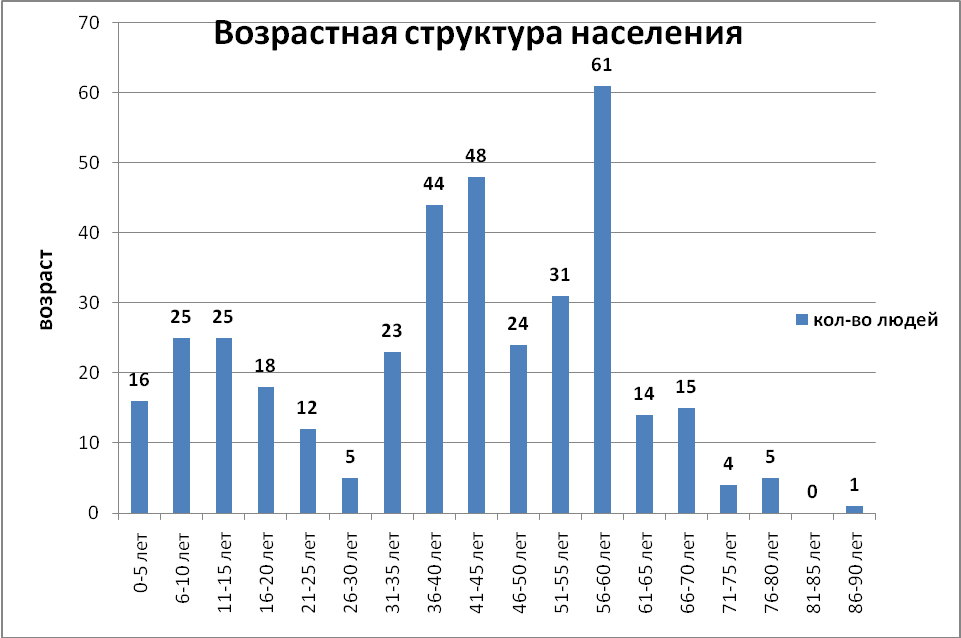 Возрастная структура населения
70
60
50
40
30
20
10
0
возраст
16
25
25
18
12
5
23
44
48
24
31
61
14
15
4
5
0
1
0-5 лет
6-10 лет
11-15 лет
16-20 лет
21-25 лет
26-30 лет
31-35 лет
36-40 лет
41-45 лет
46-50 лет
51-55 лет
56-60 лет
61-65 лет
66-70 лет
71-75 лет
76-80 лет
81-85 лет
86-90 лет
кол-во людей